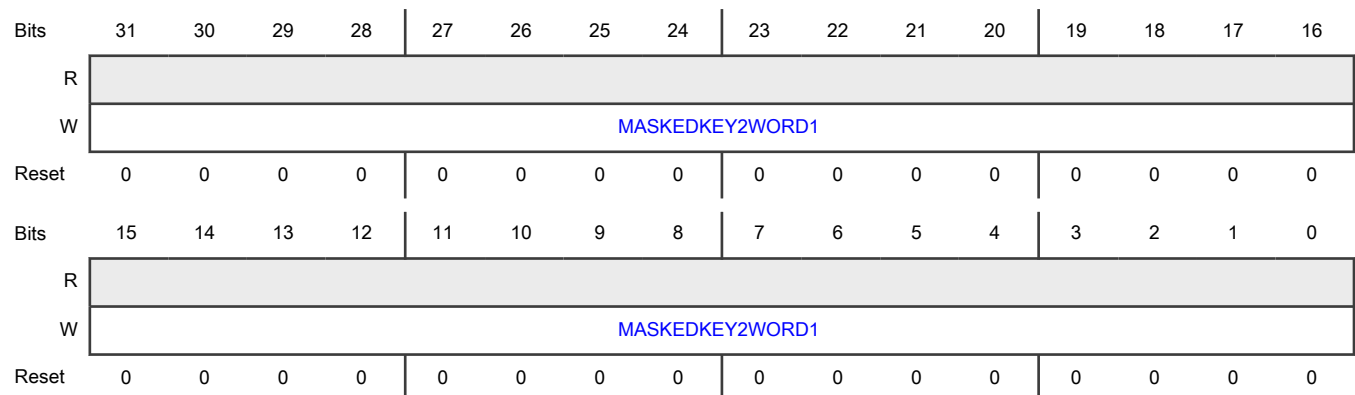 Bits 31 30 29 28 27 26 25 24 23 22 21 20 19 18 17 16
R
W MASKEDKEY2WORD1
Reset 0 0 0 0 0 0 0 0 0 0 0 0 0 0 0 0
Bits 15 14 13 12 11 10 9 8 7 6 5 4 3 2 1 0
R
W MASKEDKEY2WORD1
Reset 0 0 0 0 0 0 0 0 0 0 0 0 0 0 0 0